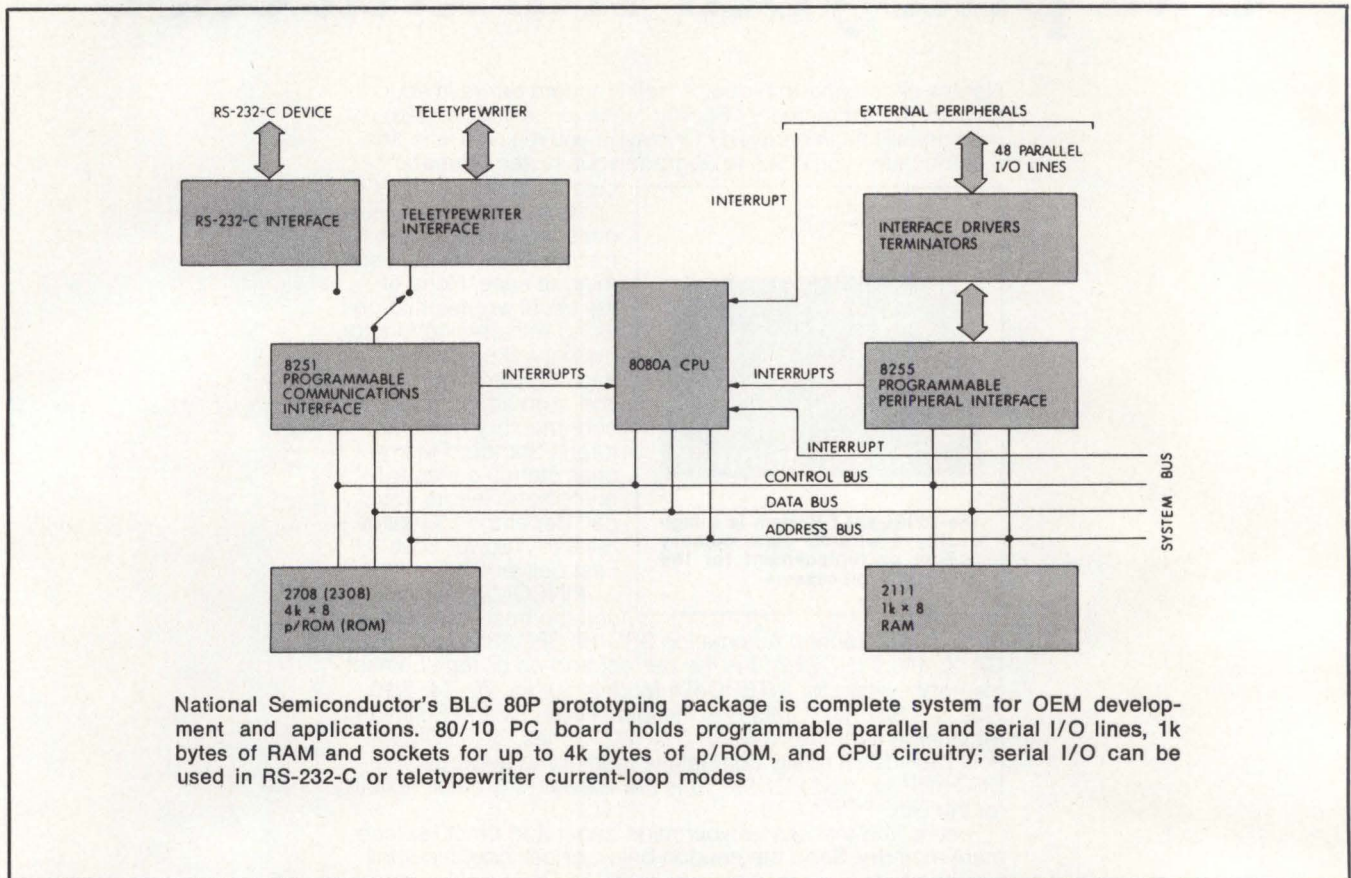 RS-232-C DEVICE
TELETYPEWRITER
EXTERNAL PERIPHERALS
48 PARALLEL
I/O LINES
INTERRUPT
RS-232-C INTERFACE
TELETYPEWRITER
INTERFACE
INTERFACE DRIVERS
TERMINATORS
8251
PROGRAMMABLE
COMMUNICATIONS
INTERFACE
INTERRUPTS
8080A CPU
INTERRUPTS
8255
PROGRAMMABLE
PERIPHERAL INTERFACE
INTERRUPT
CONTROL BUS
DATA BUS
ADDRESS BUS
SYSTEM BUS
2708 (2308)
4k × 8
p/ROM (ROM)
2111
1k × 8
RAM
National Semiconductor's BLC 80P prototyping package is complete system for OEM develop-
ment and applications. 80/10 PC board holds programmable parallel and serial I/O lines, 1k
bytes of RAM and sockets for up to 4k bytes of p/ROM, and CPU circuitry; serial I/O can be
used in RS-232-C or teletypewriter current-loop modes